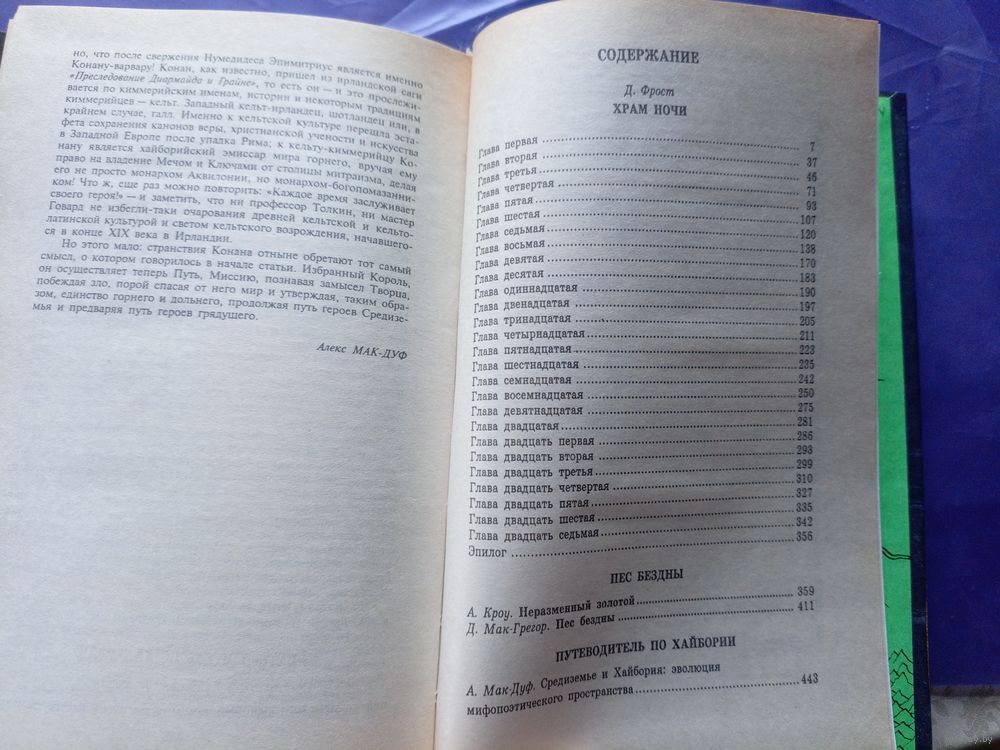 но, что после свержения Нумедидеса Эпимитриус является именно
Конану-варвару! Конан, как известно, пришел из ирландской саги
«Преследование Диармайда и Грайне», то есть он — и это прослежи-
вается по киммерийским именам, истории и некоторым традициям
киммерийцев — кельт. Западный кельт-ирландец, шотландец или, в
крайнем случае, галл. Именно к кельтской культуре перешла эста-
фета сохранения канонов веры, христианской учености и искусства
в Западной Европе после упадка Рима; к кельту-киммерийцу Ко-
нану является хайборийский эмиссар мира горнего, вручая ему
право на владение Мечом и Ключами от столицы митраизма, делая
его не просто монархом Аквилонии, но монархом-богопомазанни-
ком! Что ж, еще раз можно повторить: «Каждое время заслуживает
своего героя!» — и заметить, что ни профессор Толкин, ни мастер
Говард не избегли-таки очарования древней кельтской и кельто-
латинской культурой и светом кельтского возрождения, начавшего-
ся в конце XIX века в Ирландии.
Но этого мало: странствия Конана отныне обретают тот самый
смысл, о котором говорилось в начале статьи. Избранный Король,
он осуществляет теперь Путь, Миссию, познавая замысел Творца,
побеждая зло, порой спасая от него мир и утверждая, таким обра-
зом, единство горнего и дольнего, продолжая путь героев Средизе-
мья и предваряя путь героев грядущего.
Алекс МАК-ДУФ
СОДЕРЖАНИЕ
Д. Фрост
ХРАМ НОЧИ
Глава первая 7
Глава вторая 37
Глава третья 46
Глава четвертая 71
Глава пятая 93
Глава шестая 107
Глава седьмая 120
Глава восьмая 138
Глава девятая 170
Глава десятая 183
Глава одиннадцатая 190
Глава двенадцатая 197
Глава тринадцатая 205
Глава четырнадцатая 211
Глава пятнадцатая 223
Глава шестнадцатая 235
Глава семнадцатая 242
Глава восемнадцатая 250
Глава девятнадцатая 275
Глава двадцатая 281
Глава двадцать первая 286
Глава двадцать вторая 293
Глава двадцать третья 299
Глава двадцать четвертая 310
Глава двадцать пятая 327
Глава двадцать шестая 335
Глава двадцать седьмая 342
Эпилог 356
ПЕС БЕЗДНЫ
А. Кроу. Неразменный золотой 359
Д. Мак-Грегор. Пес бездны 411
ПУТЕВОДИТЕЛЬ ПО ХАЙБОРИИ
А. Мак-Дуф. Средиземье и Хайбория: эволюция
мифопоэтического пространства 443